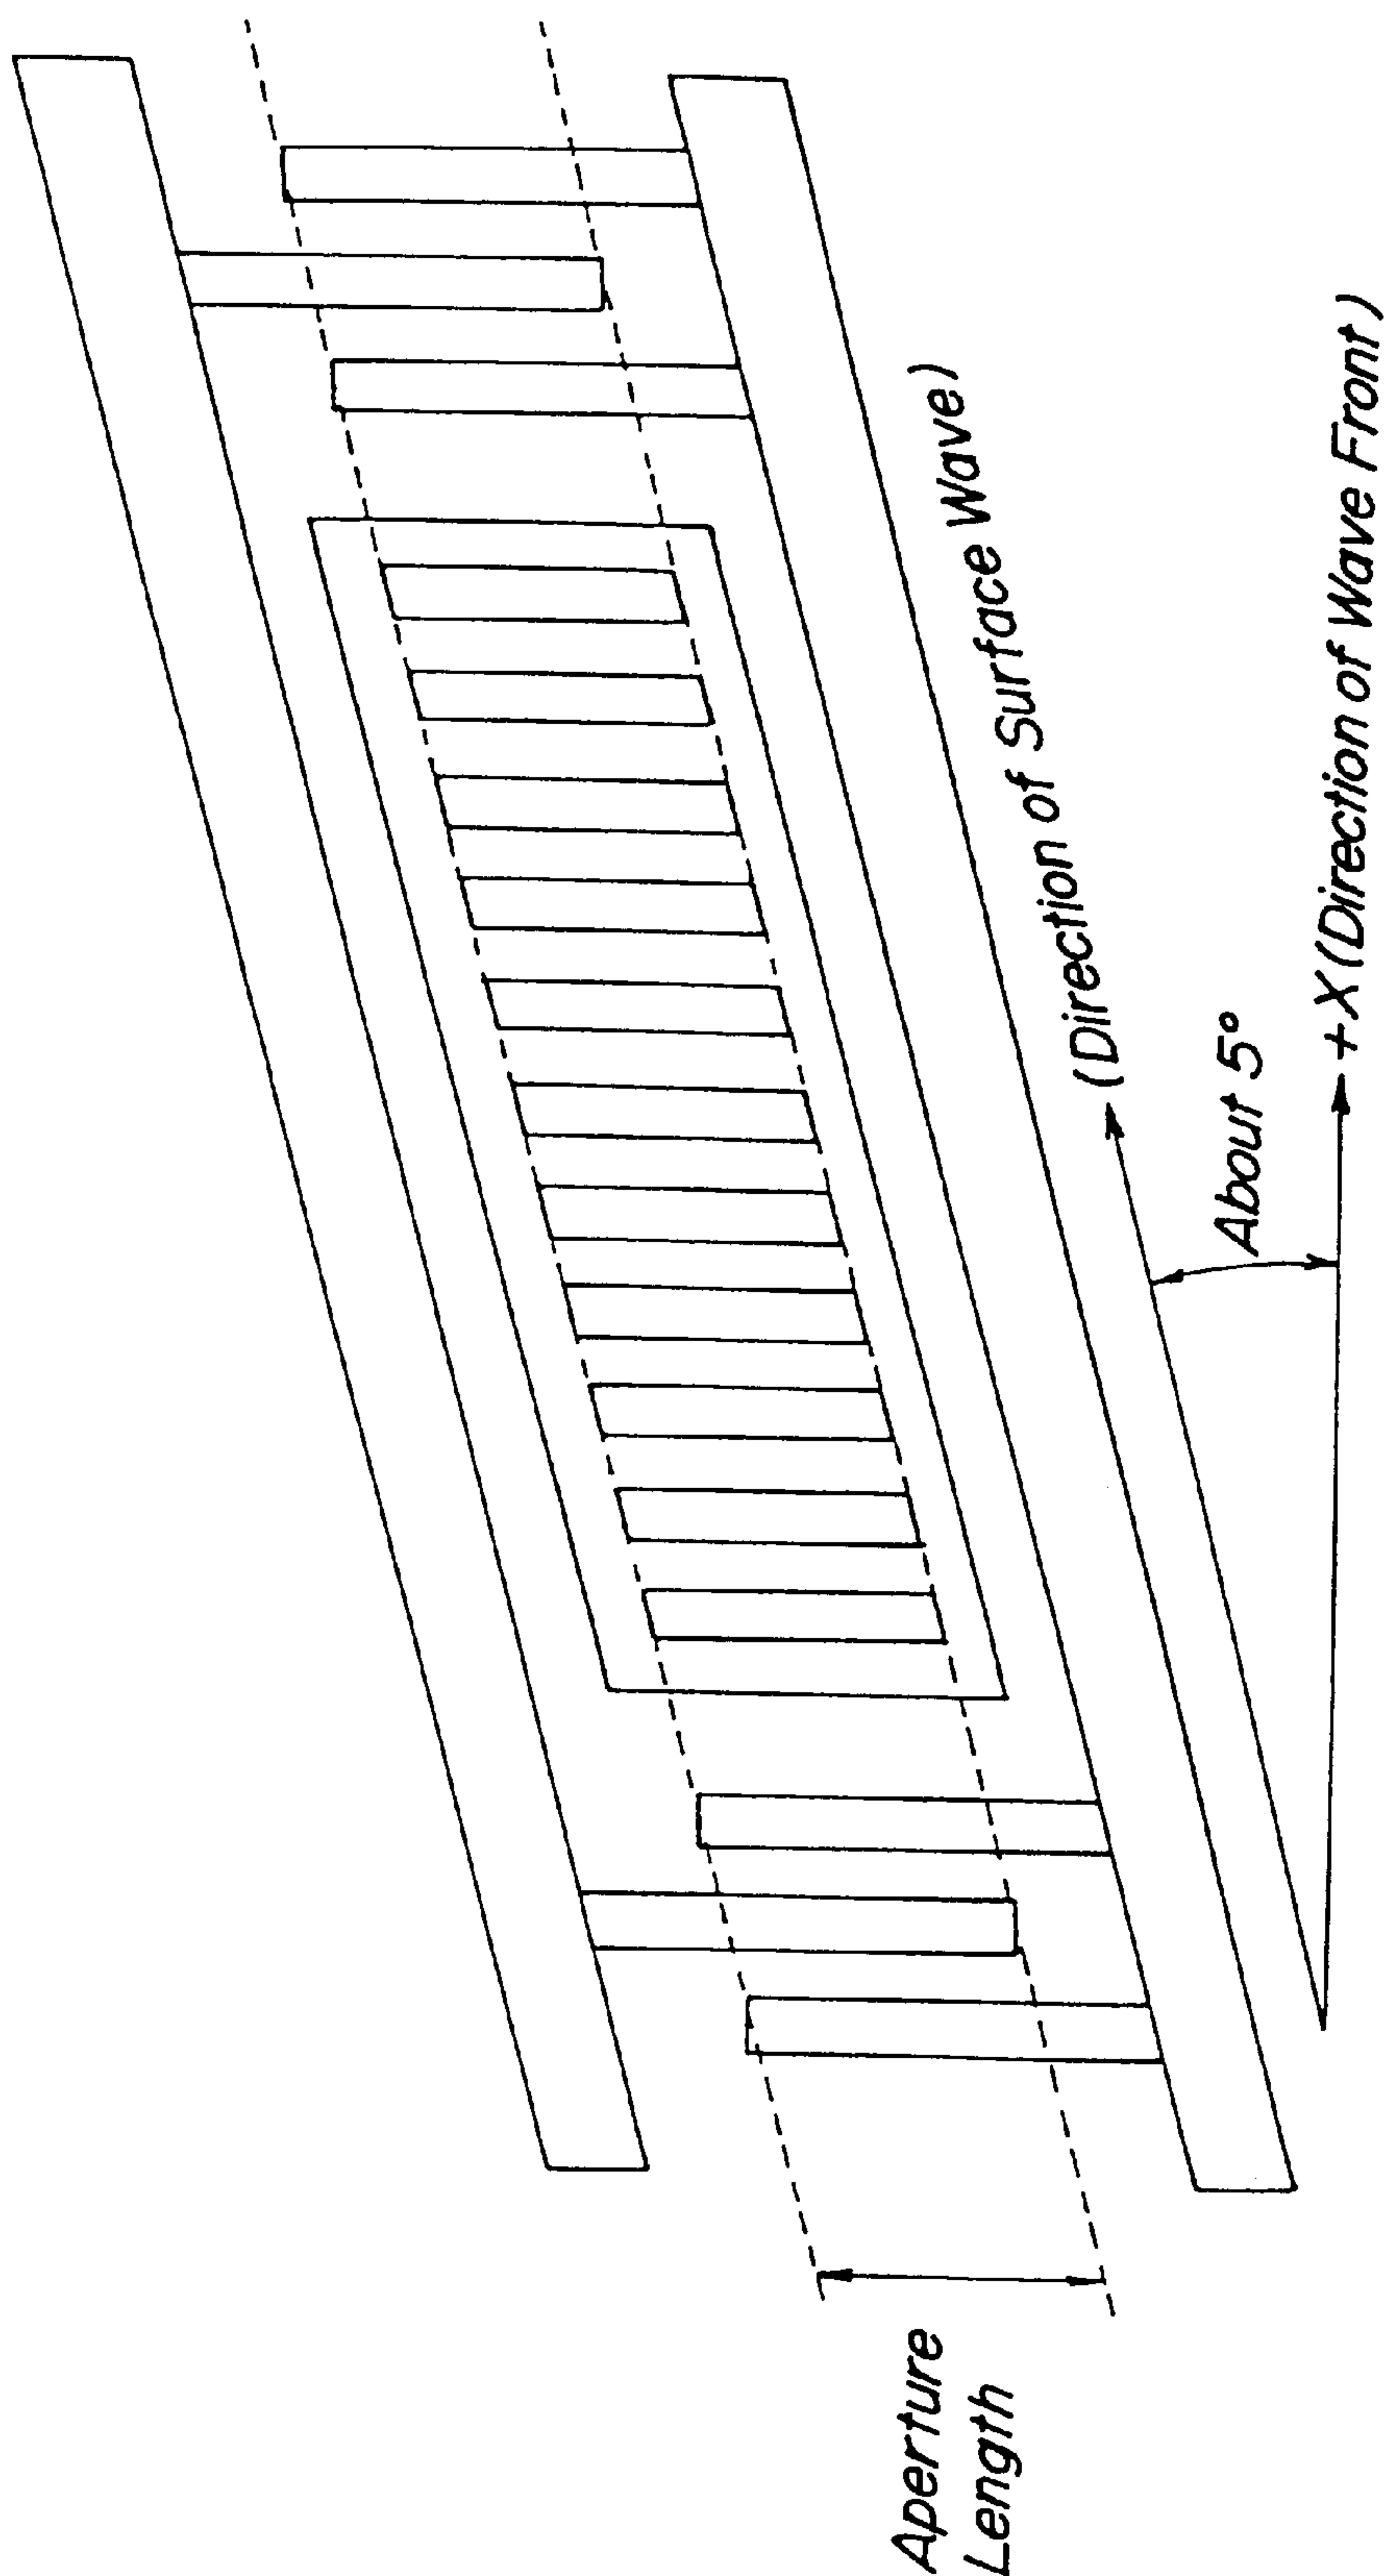 (Direction of Surface Wave)
About 5°
+X (Direction of Wave Front)
Aperture
Length